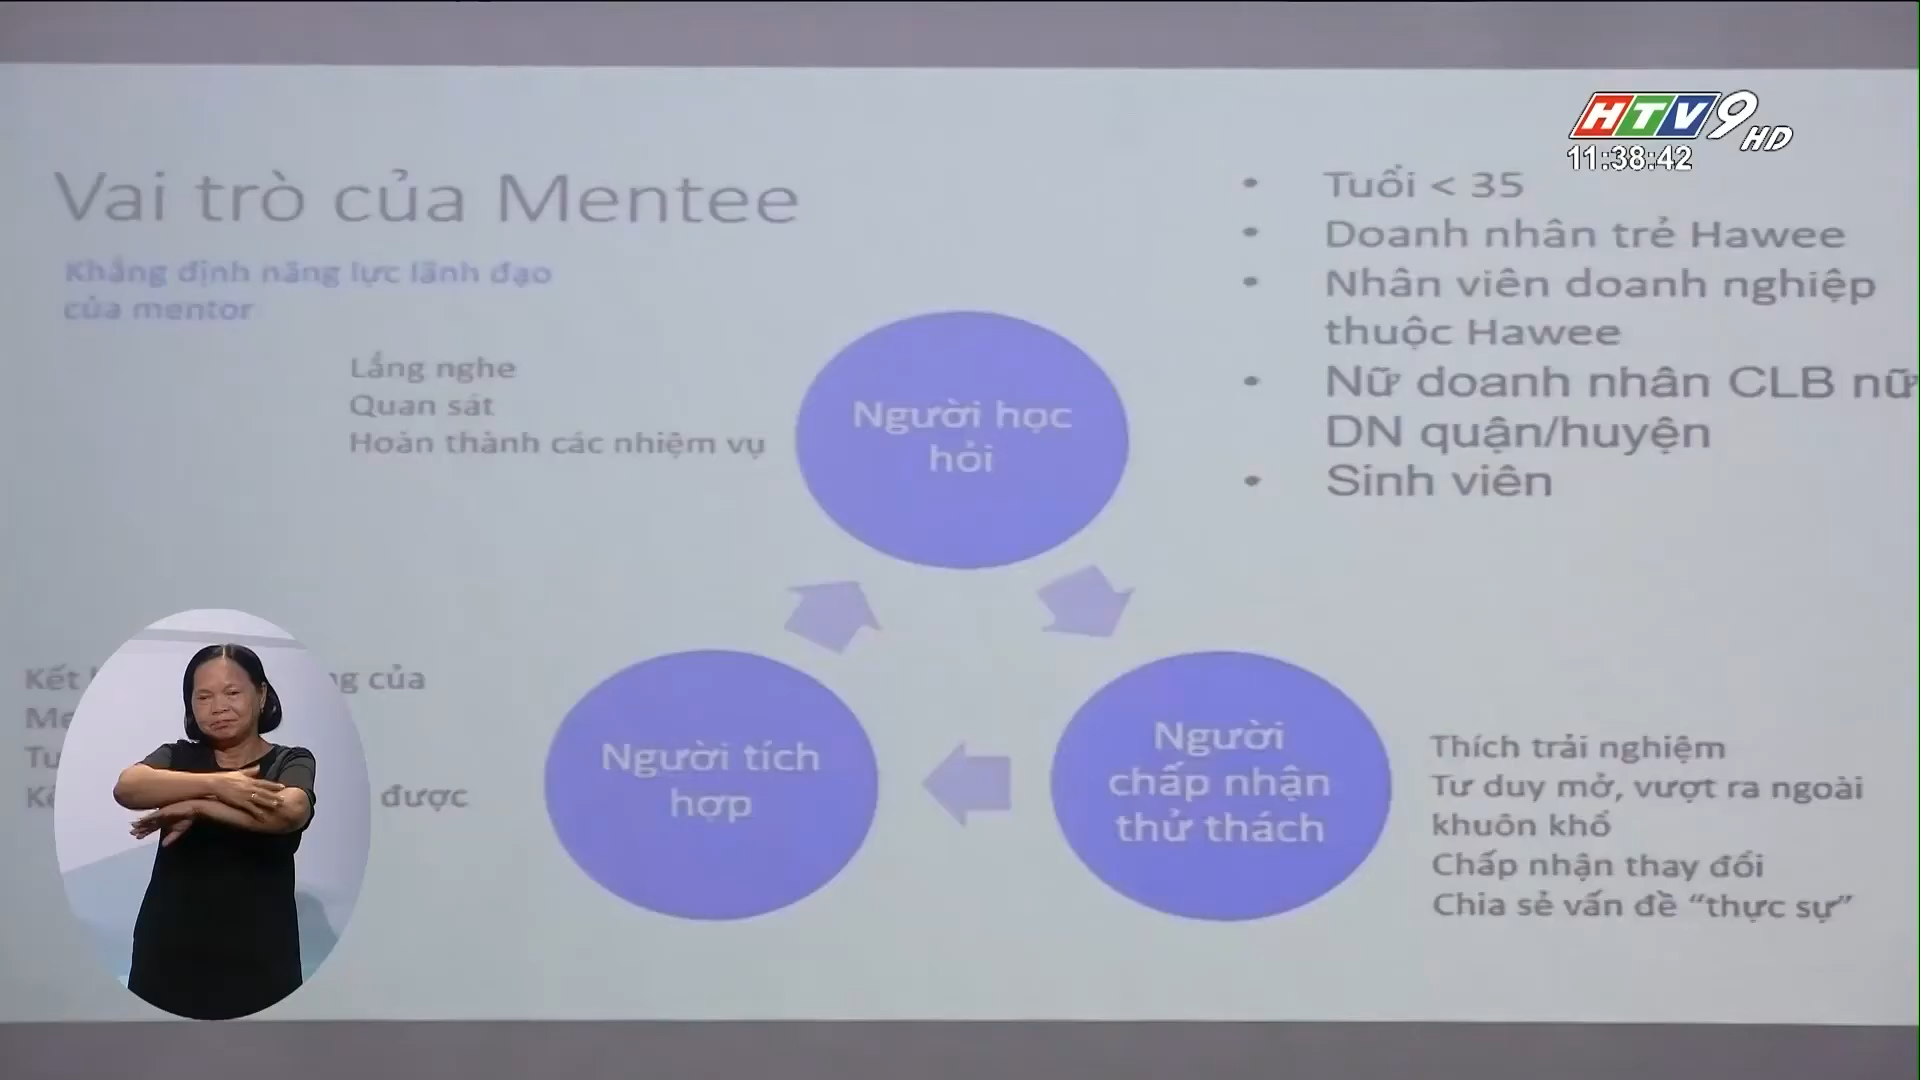 HTV9 HD
11:38:42
Vai trò của Mentee
Khẳng định năng lực lãnh đạo
của mentor
Lắng nghe
Quan sát
Hoàn thành các nhiệm vụ
Người học
hỏi
• Tuổi < 35
• Doanh nhân trẻ Hawee
• Nhân viên doanh nghiệp
thuộc Hawee
• Nữ doanh nhân CLB nữ
DN quận/huyện
• Sinh viên
Kết của
được
Người tích
hợp
Người
chấp nhận
thử thách
Thích trải nghiệm
Tư duy mở, vượt ra ngoài
khuôn khổ
Chấp nhận thay đổi
Chia sẻ vấn đề “thực sự”